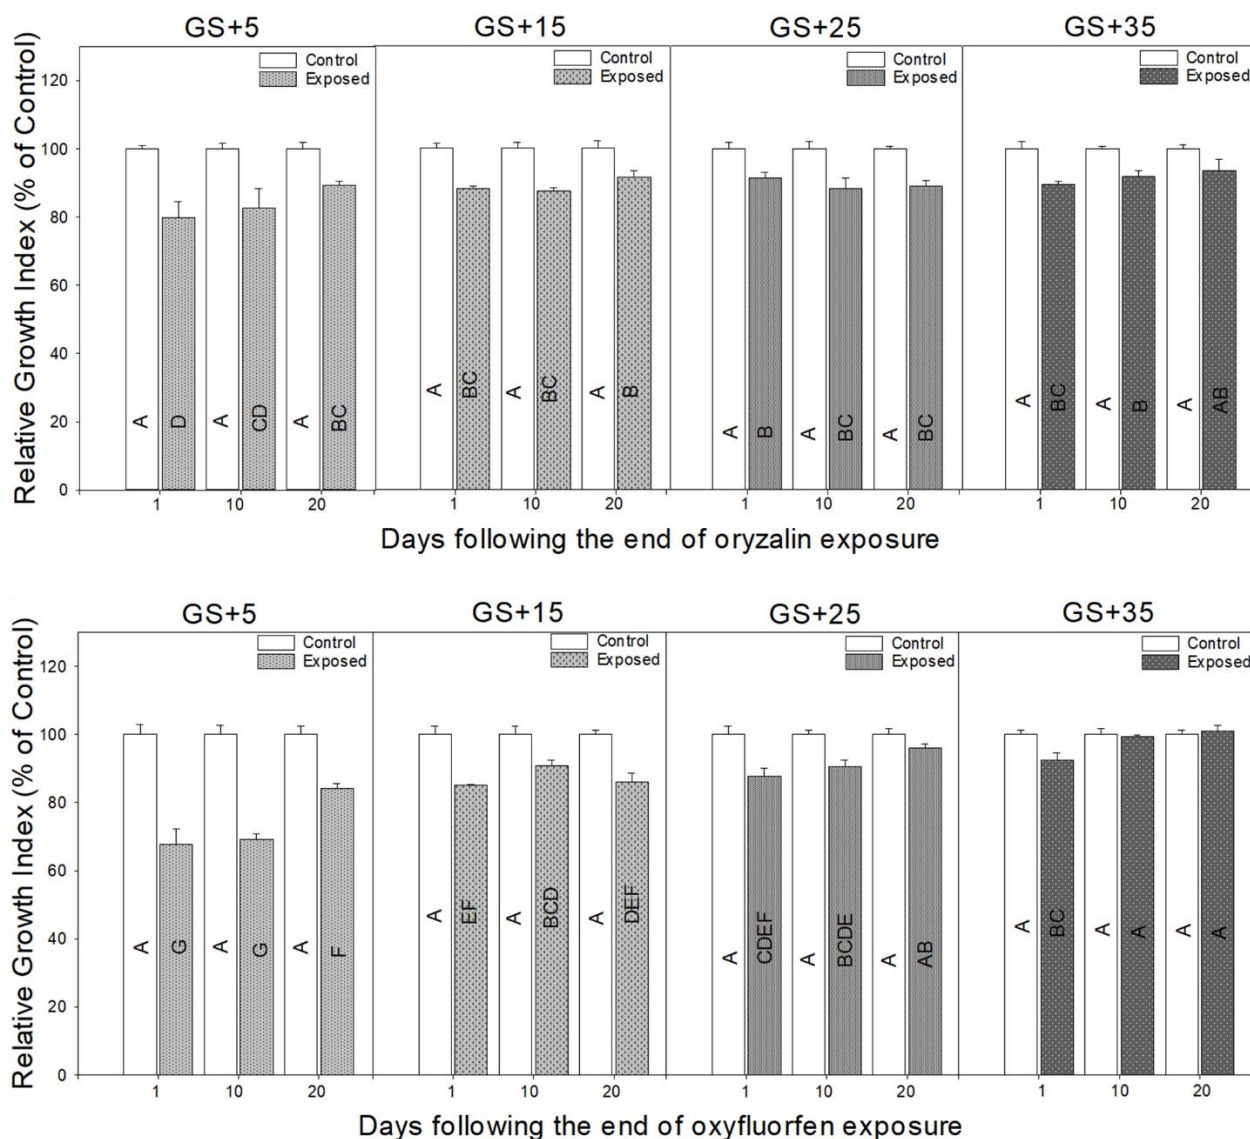 GS+5 GS+15 GS+25 GS+35
Relative Growth Index (% of Control)
Control Control Control Control
Exposed Exposed Exposed Exposed
120
100
80
60
40
20
0
A D A CD A BC A BC A BC A B A B A BC A BC A BC A B A AB
1 10 20 1 10 20 1 10 20 1 10 20
Days following the end of oryzalin exposure
GS+5 GS+15 GS+25 GS+35
Relative Growth Index (% of Control)
Control Control Control Control
Exposed Exposed Exposed Exposed
120
100
80
60
40
20
0
A G A G A F A EF A BCD A DEF A CDEF A BCDE A AB A BC A A A A
1 10 20 1 10 20 1 10 20 1 10 20
Days following the end of oxyfluorfen exposure